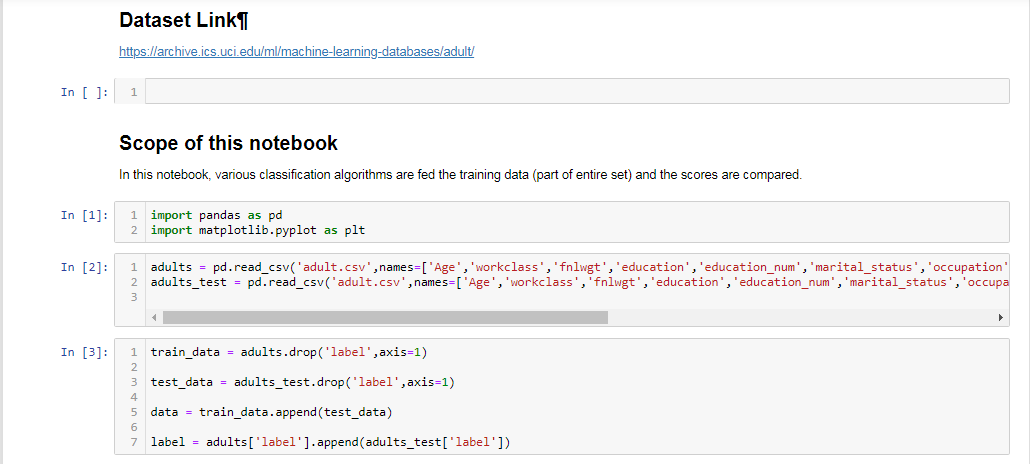 Dataset Link¶
https://archive.ics.uci.edu/ml/machine-learning-databases/adult/
In [ ]: 1
Scope of this notebook
In this notebook, various classification algorithms are fed the training data (part of entire set) and the scores are compared.
In [1]: 1 import pandas as pd
2 import matplotlib.pyplot as plt
In [2]: 1 adults = pd.read_csv('adult.csv',names=['Age','workclass','fnlwgt','education','education_num','marital_status','occupation'
2 adults_test = pd.read_csv('adult.csv',names=['Age','workclass','fnlwgt','education','education_num','marital_status','occupa
3
In [3]: 1 train_data = adults.drop('label',axis=1)
2
3 test_data = adults_test.drop('label',axis=1)
4
5 data = train_data.append(test_data)
6
7 label = adults['label'].append(adults_test['label'])